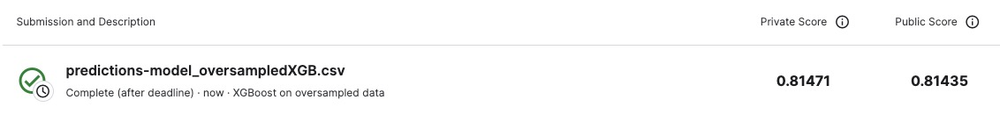 Submission and Description Private Score Public Score
predictions-model_oversampledXGB.csv 0.81471 0.81435
Complete (after deadline) · now · XGBoost on oversampled data